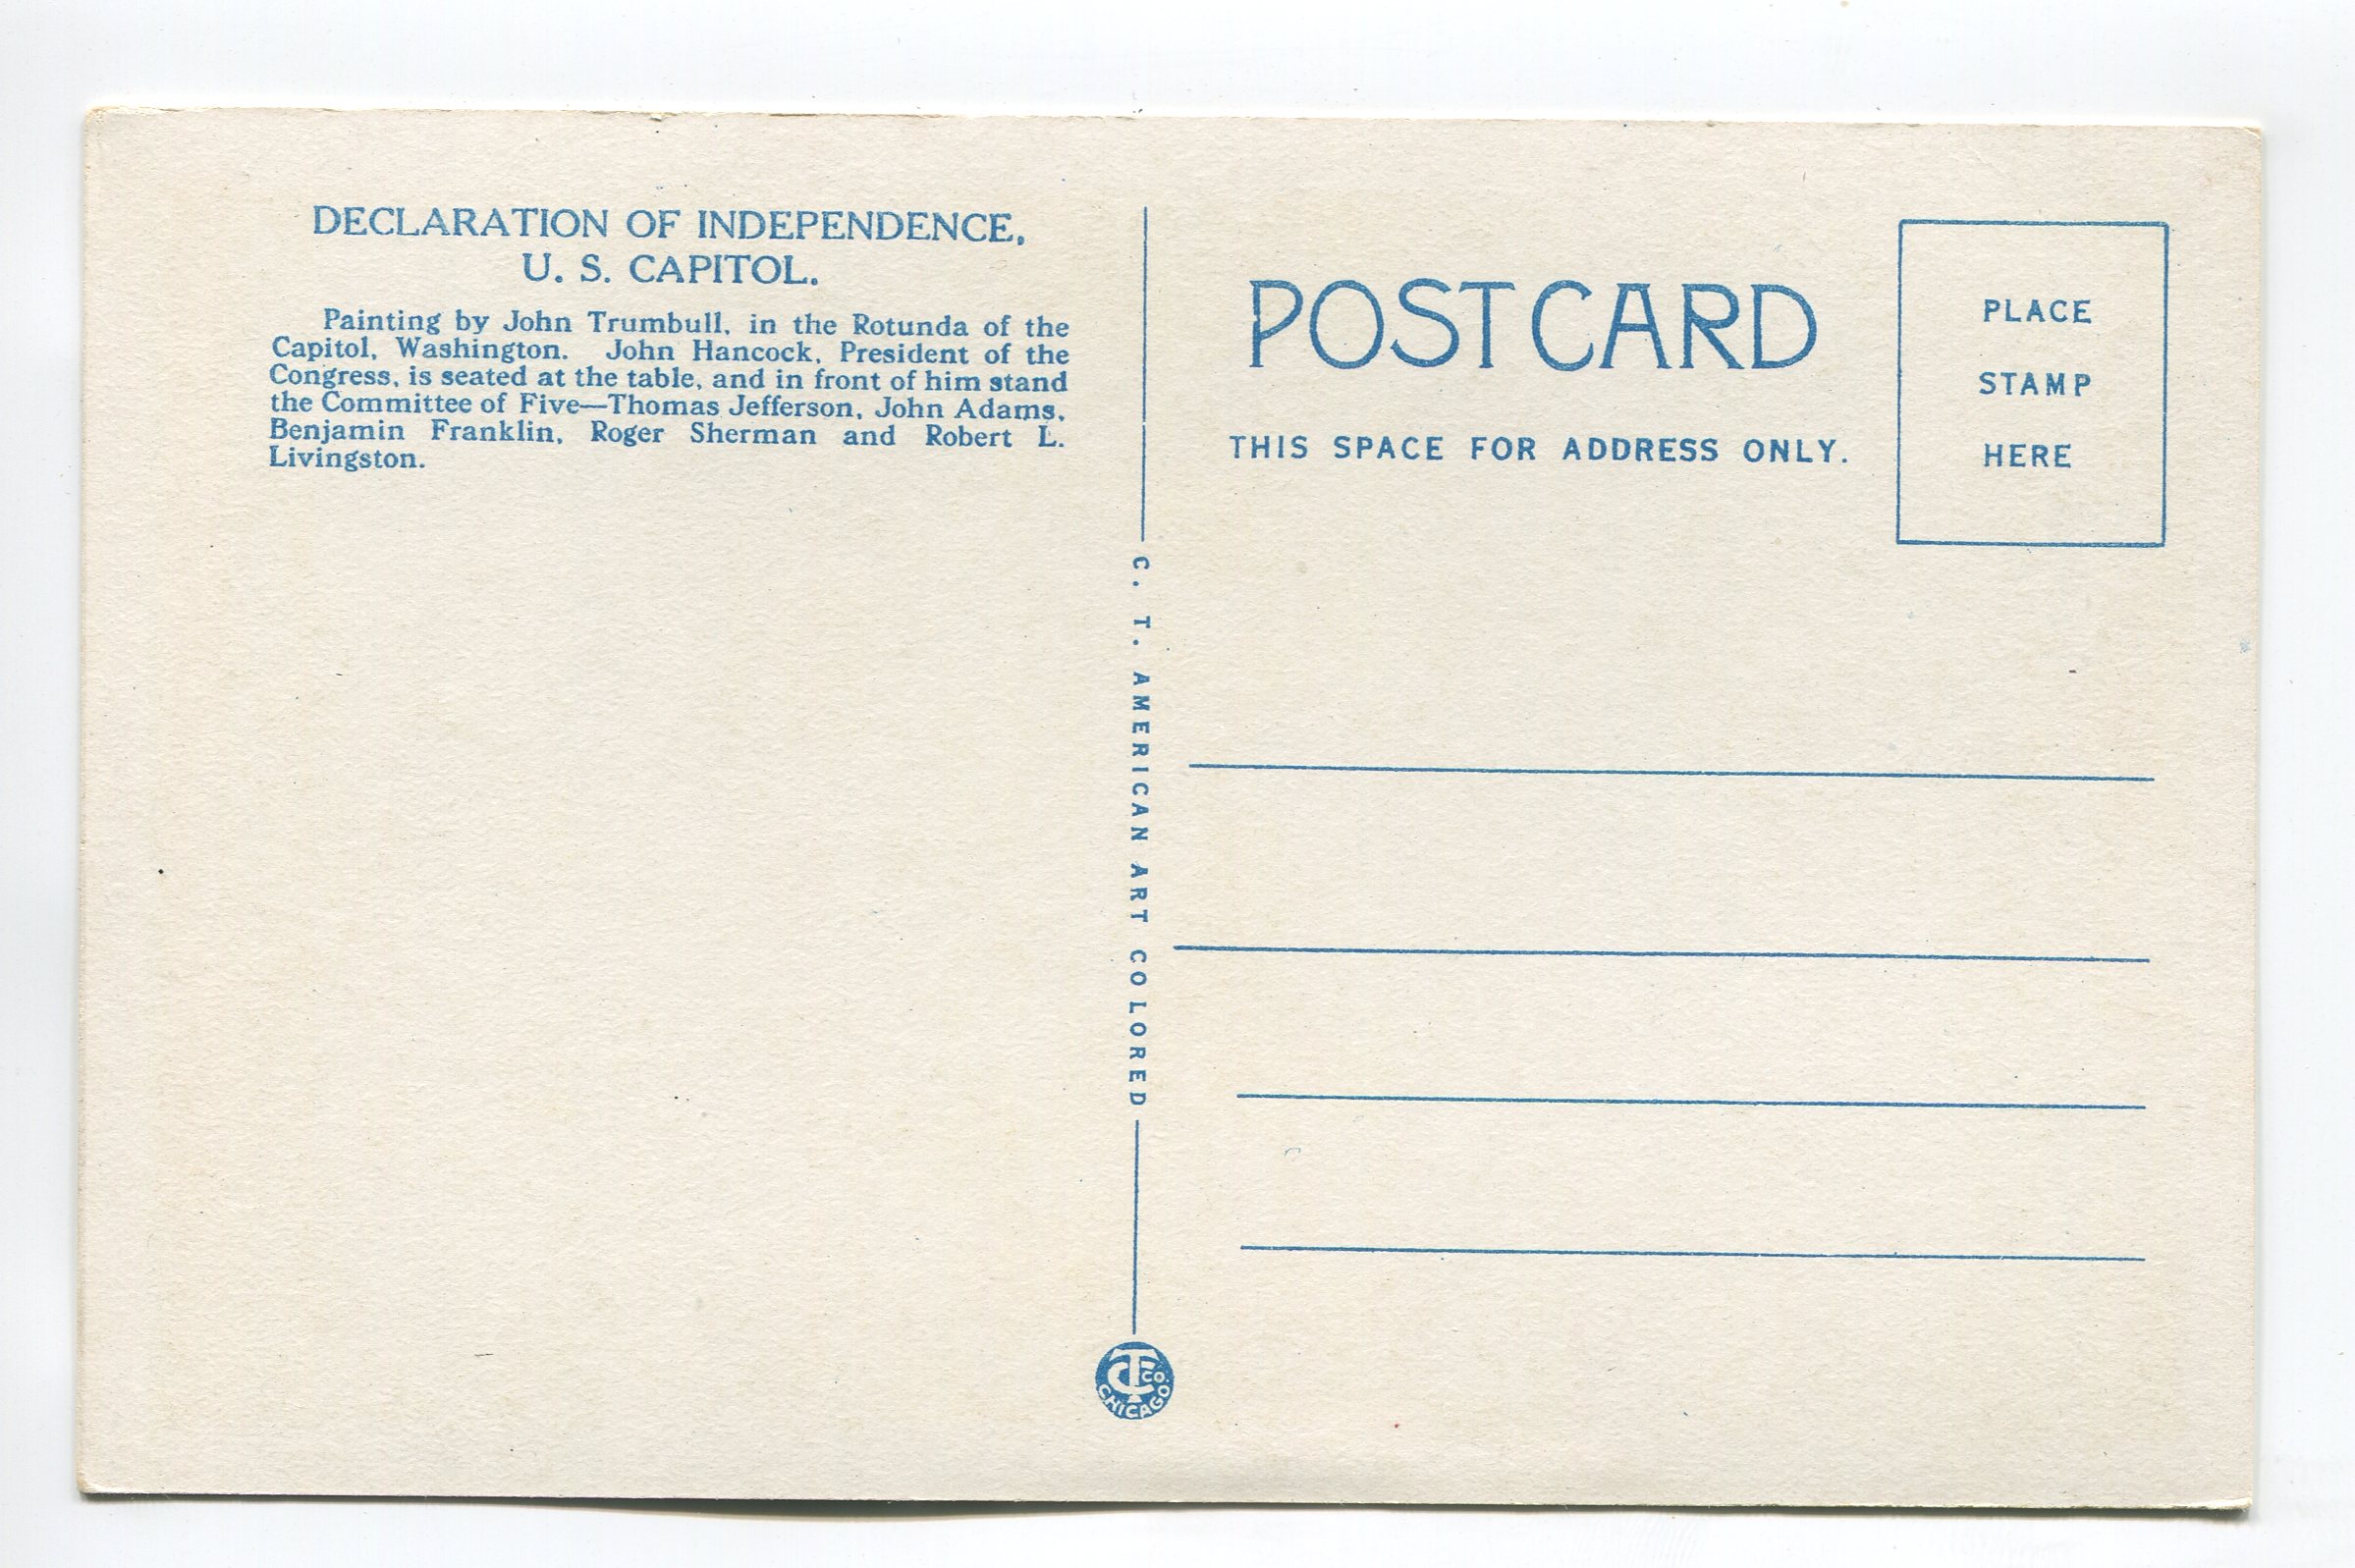 DECLARATION OF INDEPENDENCE,
U. S. CAPITOL.
Painting by John Trumbull, in the Rotunda of the
Capitol, Washington. John Hancock, President of the
Congress, is seated at the table, and in front of him stand
the Committee of Five—Thomas Jefferson, John Adams,
Benjamin Franklin, Roger Sherman and Robert L.
Livingston.
C. T. AMERICAN ART COLORED
CT CO.
CHICAGO
POST CARD
THIS SPACE FOR ADDRESS ONLY.
PLACE
STAMP
HERE